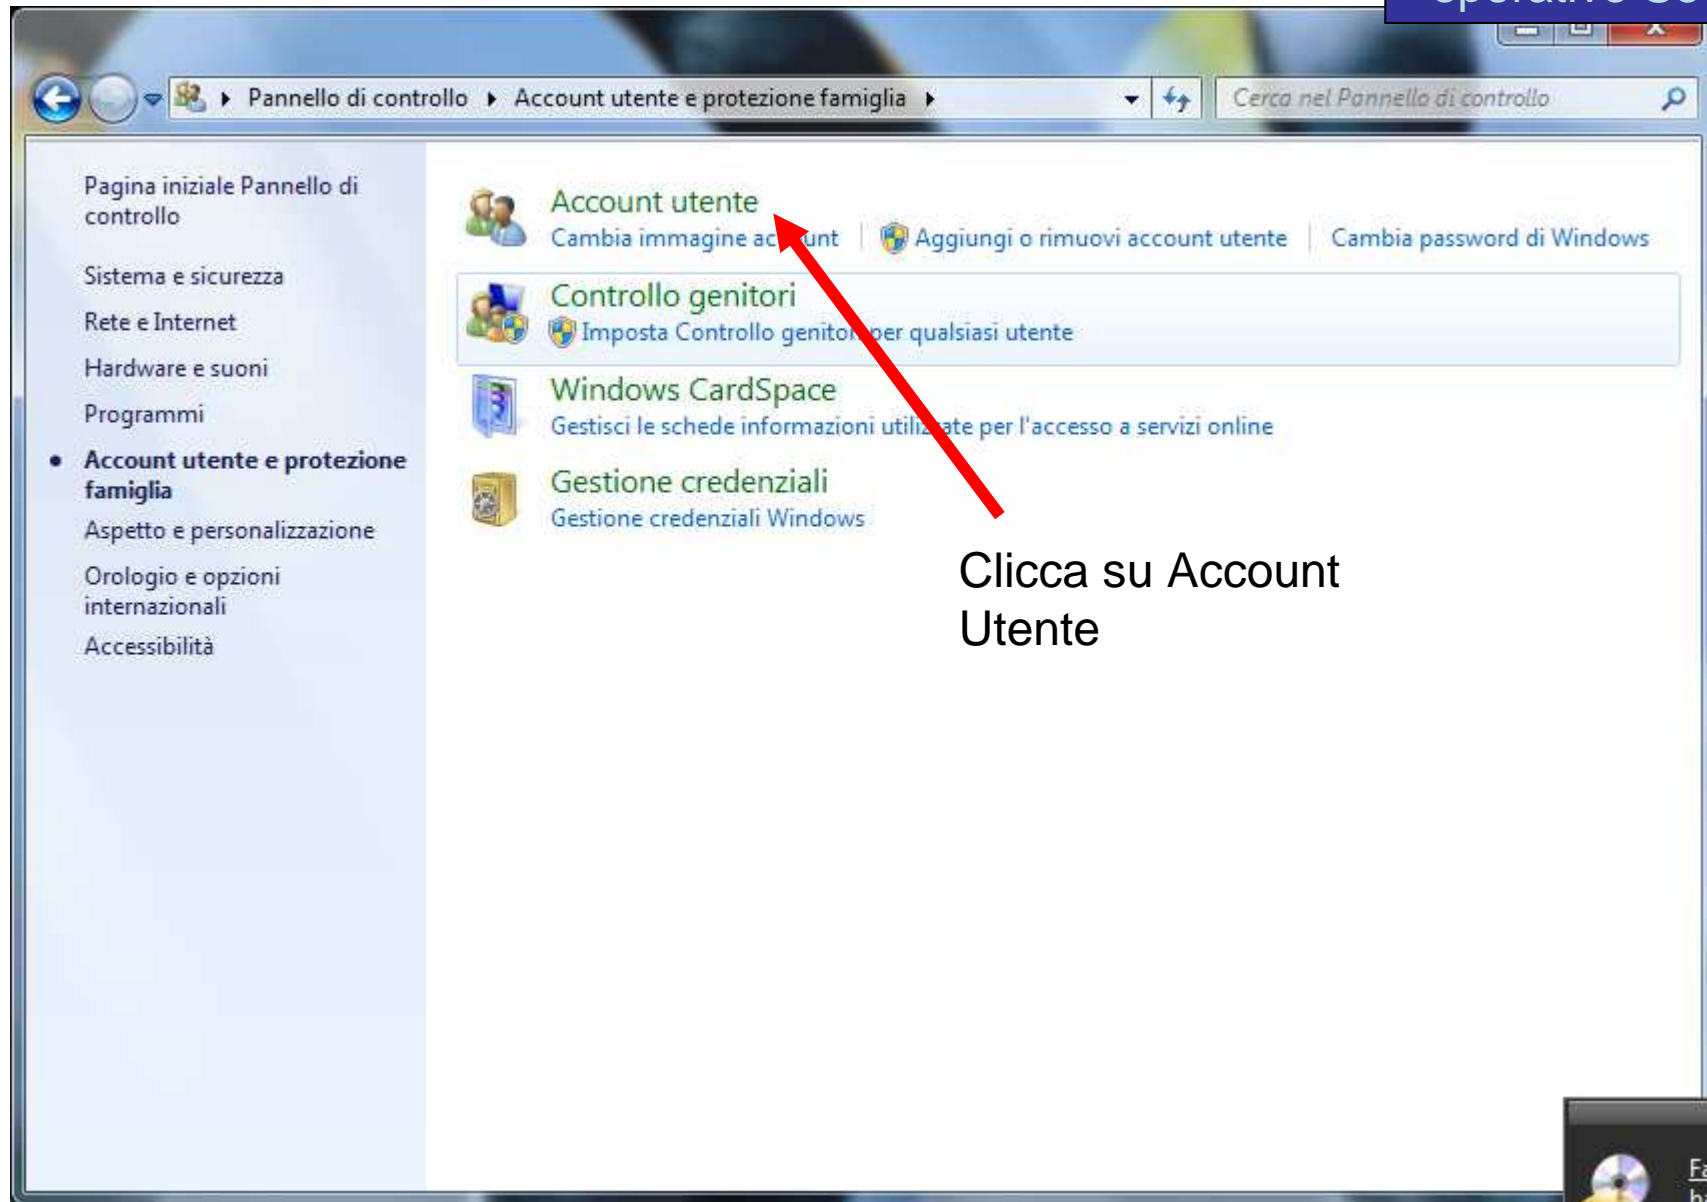 Pannello di controllo Account utente e protezione famiglia Cerca nel Pannello di controllo
Pagina iniziale Pannello di
controllo
Sistema e sicurezza
Rete e Internet
Hardware e suoni
Programmi
Account utente e protezione
famiglia
Aspetto e personalizzazione
Orologio e opzioni
internazionali
Accessibilità
Account utente
Cambia immagine account Aggiungi o rimuovi account utente Cambia password di Windows
Controllo genitori
Imposta Controllo genitori per qualsiasi utente
Windows CardSpace
Gestisci le schede informazioni utilizzate per l'accesso a servizi online
Gestione credenziali
Gestione credenziali Windows
Clicca su Account
Utente